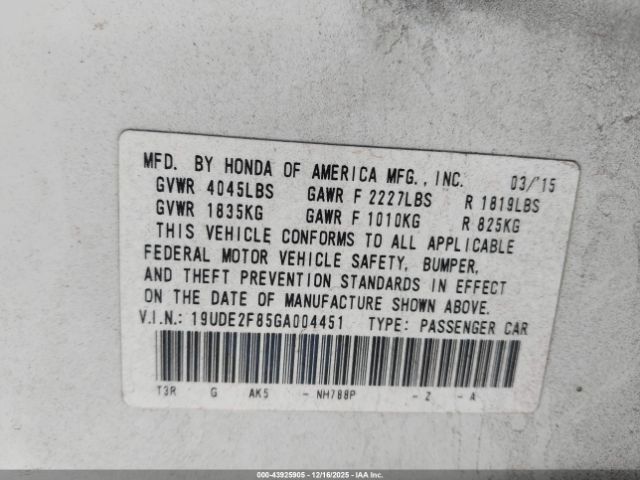 MFD. BY HONDA OF AMERICA MFG., INC. 03/'15
GVWR 4045LBS GAWR F 2227LBS R 1819LBS
GVWR 1835KG GAWR F 1010KG R 825KG
THIS VEHICLE CONFORMS TO ALL APPLICABLE
FEDERAL MOTOR VEHICLE SAFETY, BUMPER,
AND THEFT PREVENTION STANDARDS IN EFFECT
ON THE DATE OF MANUFACTURE SHOWN ABOVE.
V.I.N.: 19UDE2F85GA004451 TYPE: PASSENGER CAR
T3R G AK5 - NH788P - Z - A
000-43925905 - 12/16/2025 - IAA Inc.